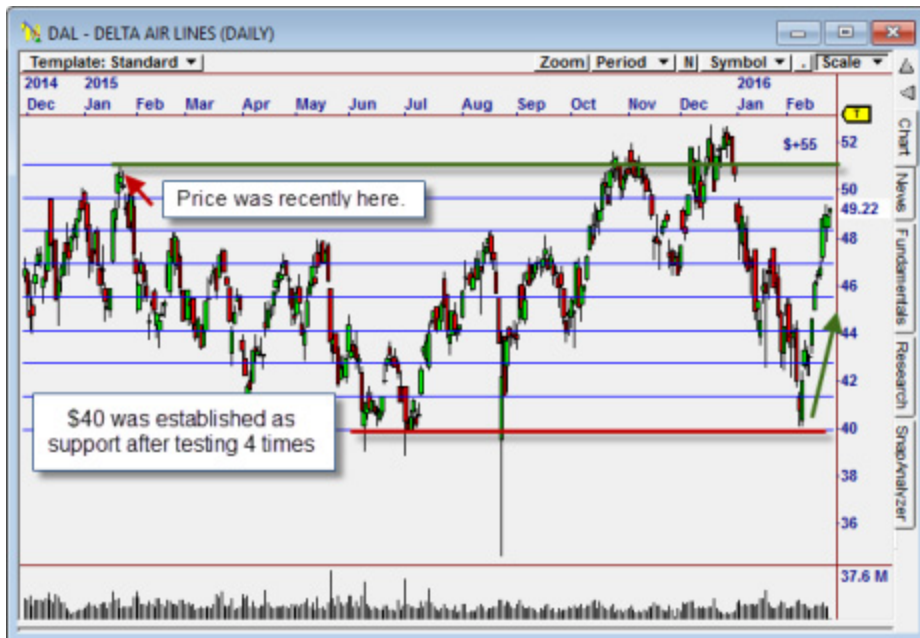 DAL - DELTA AIR LINES (DAILY)
Template: Standard
Zoom Period N Symbol . Scale
2014 2015 2016
Dec Jan Feb Mar Apr May Jun Jul Aug Sep Oct Nov Dec Jan Feb
T
52
$+55
50
49.22
48
46
44
42
40
38
36
37.6 M
Price was recently here.
$40 was established as
support after testing 4 times
Chart
News
Fundamentals
Research
SnapAnalyzer